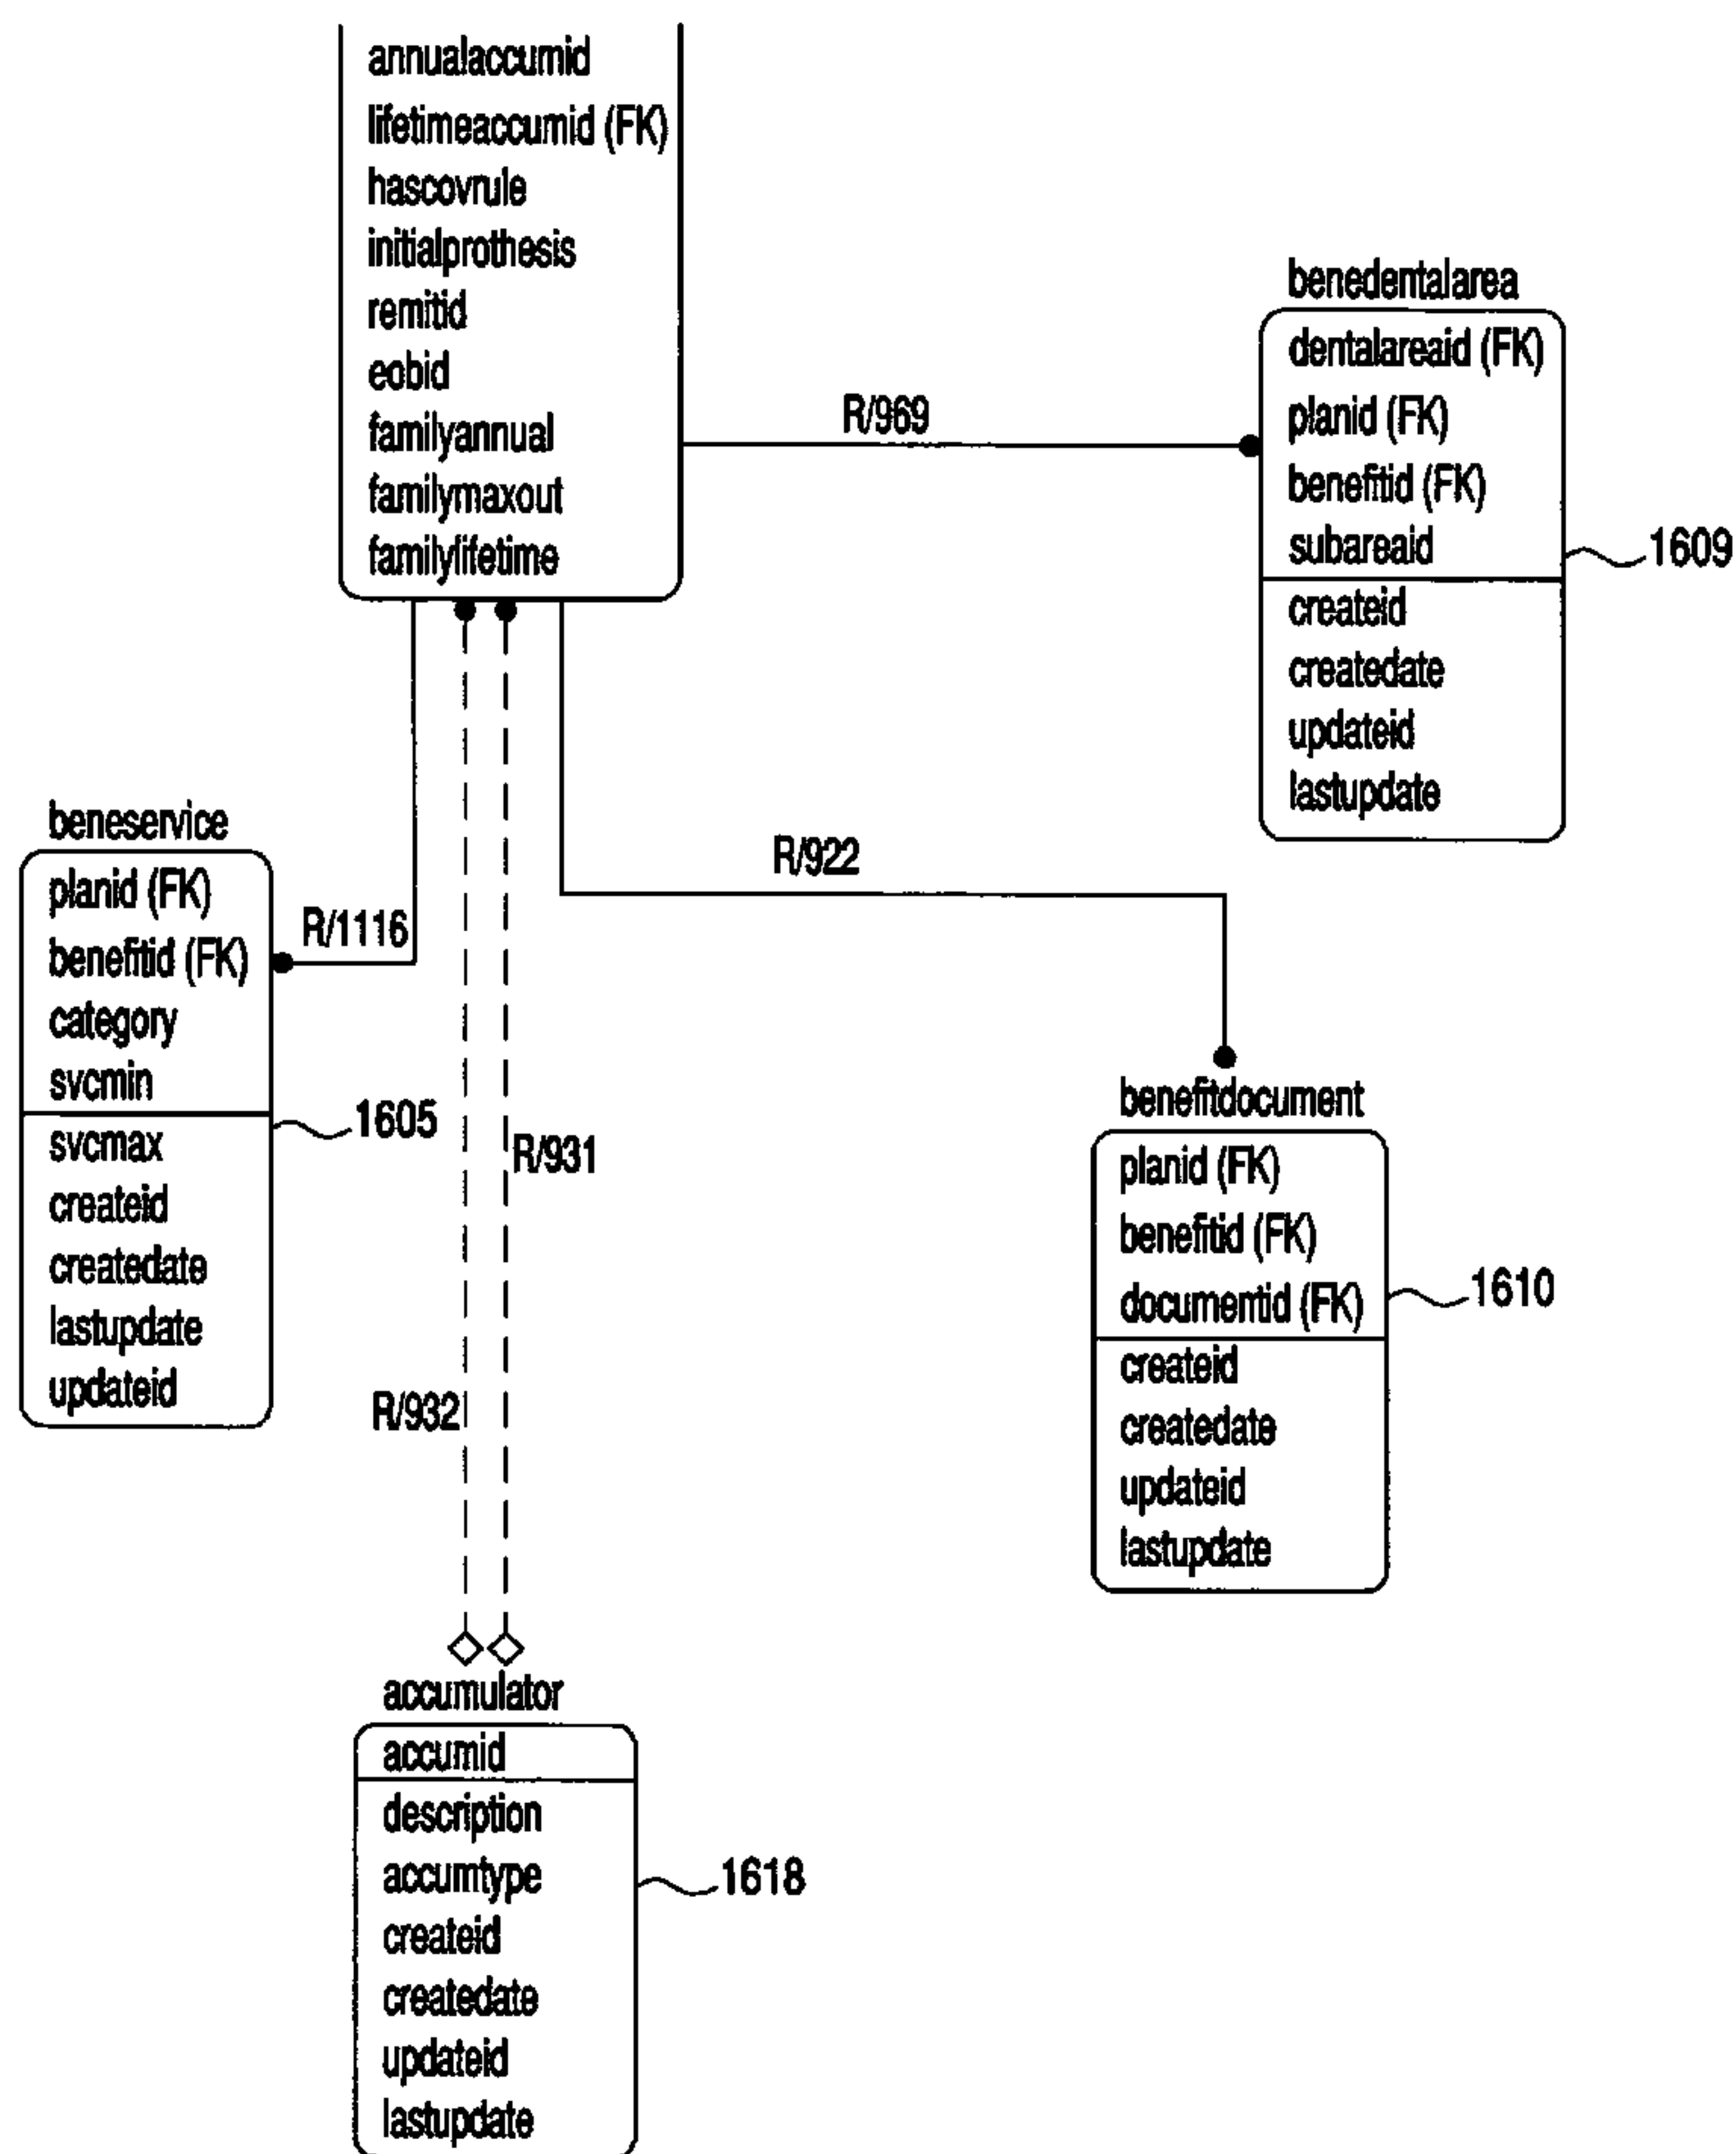 annualaccumid
lifetimeaccumid (FK)
hascovrule
initialprothesis
remitid
eobid
familyannual
familymaxout
familylifetime
R/969
benedentalarea
dentalareaid (FK)
planid (FK)
benefitid (FK)
subareaid
createid
createdate
updateid
lastupdate
1609
beneservice
planid (FK)
benefitid (FK)
category
svcmin
svcmax
createid
createdate
lastupdate
updateid
R/1116
1605
R/932
R/931
R/922
benefitdocument
planid (FK)
benefitid (FK)
documentid (FK)
createid
createdate
updateid
lastupdate
1610
accumulator
accumid
description
accumtype
createid
createdate
updateid
lastupdate
1618